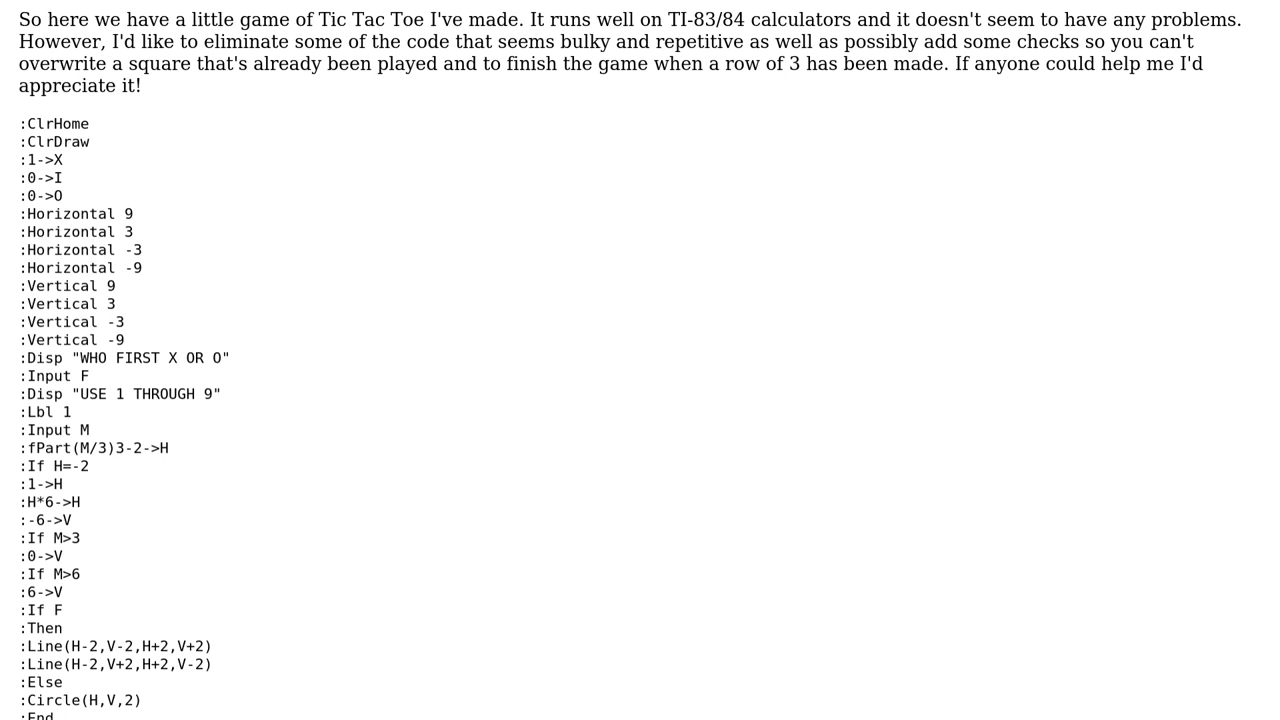 So here we have a little game of Tic Tac Toe I've made. It runs well on TI-83/84 calculators and it doesn't seem to have any problems.
However, I'd like to eliminate some of the code that seems bulky and repetitive as well as possibly add some checks so you can't
overwrite a square that's already been played and to finish the game when a row of 3 has been made. If anyone could help me I'd
appreciate it!
:ClrHome
:ClrDraw
:1->X
:0->I
:0->O
:Horizontal 9
:Horizontal 3
:Horizontal -3
:Horizontal -9
:Vertical 9
:Vertical 3
:Vertical -3
:Vertical -9
:Disp "WHO FIRST X OR O"
:Input F
:Disp "USE 1 THROUGH 9"
:Lbl 1
:Input M
:fPart(M/3)3-2->H
:If H=-2
:1->H
:H*6->H
:-6->V
:If M>3
:0->V
:If M>6
:6->V
:If F
:Then
:Line(H-2,V-2,H+2,V+2)
:Line(H-2,V+2,H+2,V-2)
:Else
:Circle(H,V,2)
:End